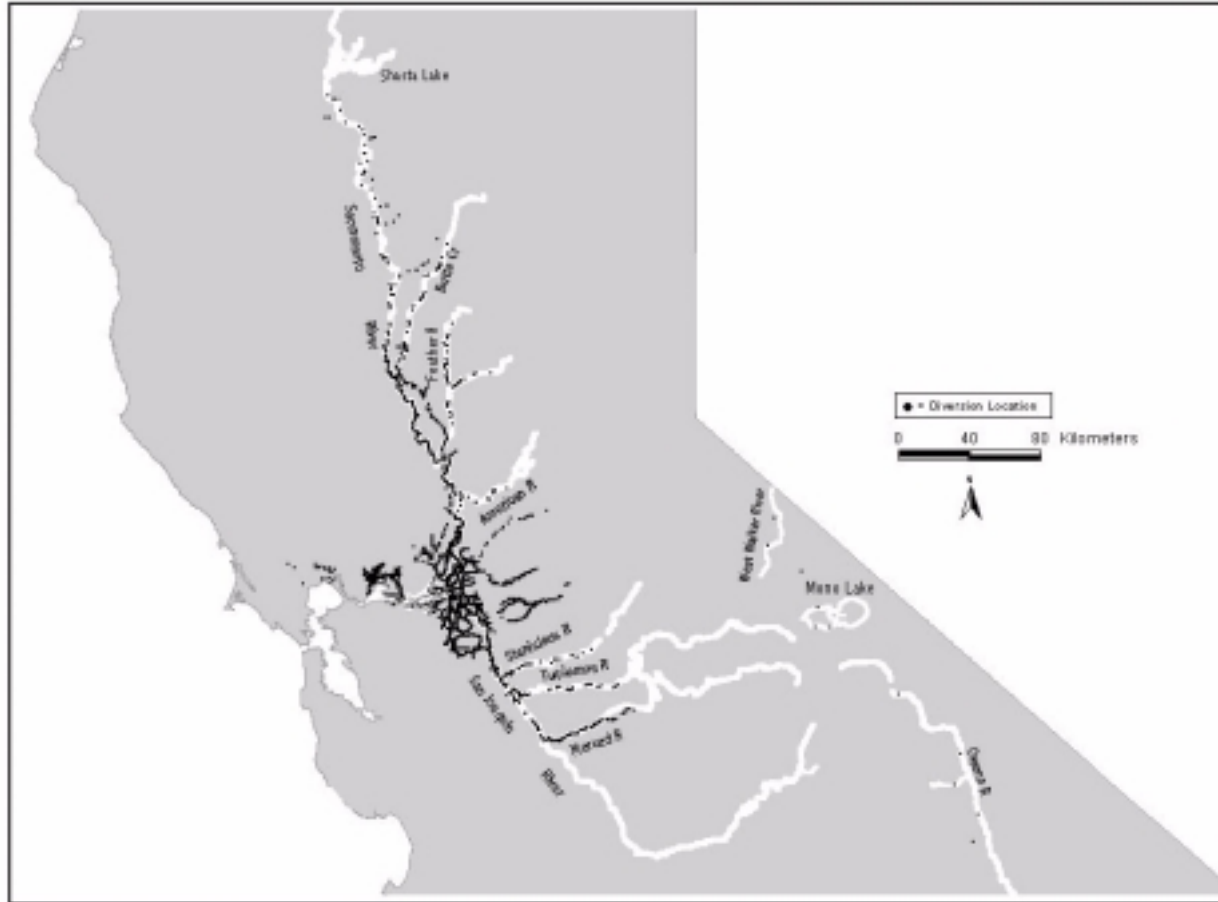 Shasta Lake
Sacramento
River
Butte Cr
Feather R
American R
● = Diversion Location
0 40 80 Kilometers
N
West Walker River
Mono Lake
Stanislaus R
Tuolumne R
San Joaquin
River
Merced R
Owens R